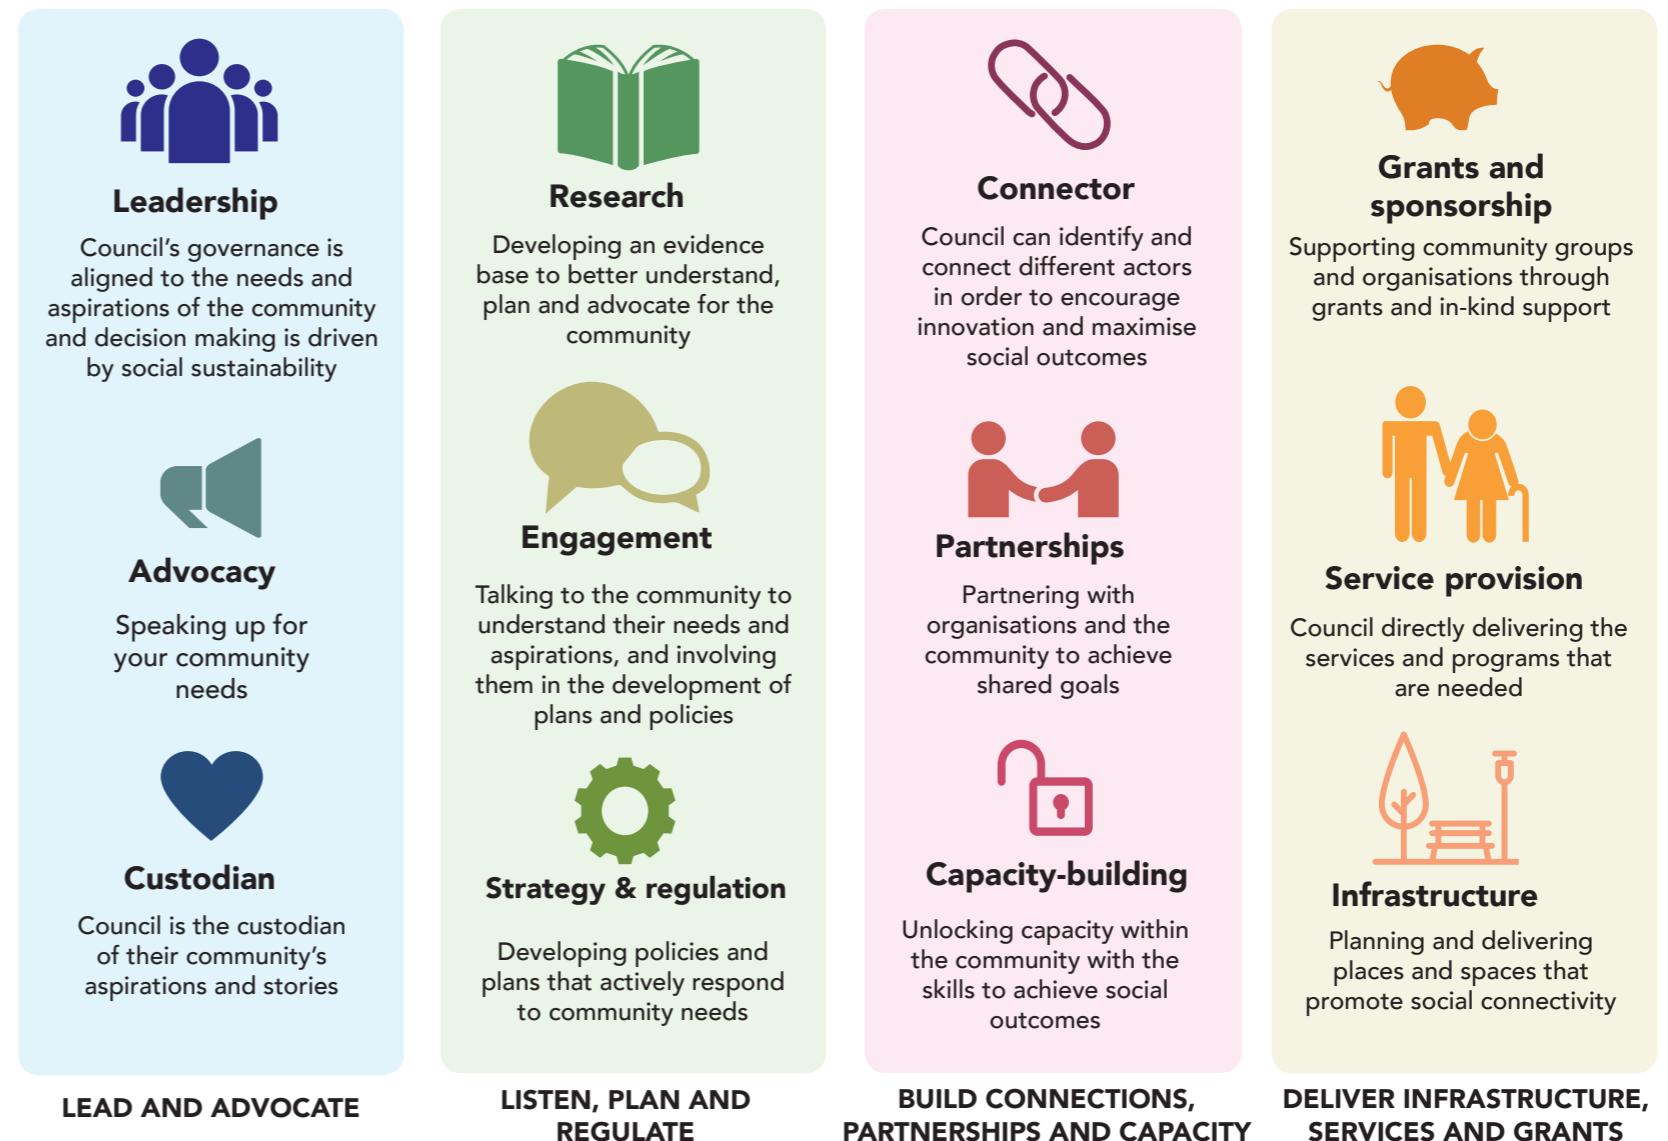 Leadership
Council's governance is
aligned to the needs and
aspirations of the community
and decision making is driven
by social sustainability
Advocacy
Speaking up for
your community
needs
Custodian
Council is the custodian
of their community's
aspirations and stories
LEAD AND ADVOCATE
Research
Developing an evidence
base to better understand,
plan and advocate for the
community
Engagement
Talking to the community to
understand their needs and
aspirations, and involving
them in the development of
plans and policies
Strategy & regulation
Developing policies and
plans that actively respond
to community needs
LISTEN, PLAN AND
REGULATE
Connector
Council can identify and
connect different actors
in order to encourage
innovation and maximise
social outcomes
Partnerships
Partnering with
organisations and the
community to achieve
shared goals
Capacity-building
Unlocking capacity within
the community with the
skills to achieve social
outcomes
BUILD CONNECTIONS,
PARTNERSHIPS AND CAPACITY
Grants and
sponsorship
Supporting community groups
and organisations through
grants and in-kind support
Service provision
Council directly delivering the
services and programs that
are needed
Infrastructure
Planning and delivering
places and spaces that
promote social connectivity
DELIVER INFRASTRUCTURE,
SERVICES AND GRANTS